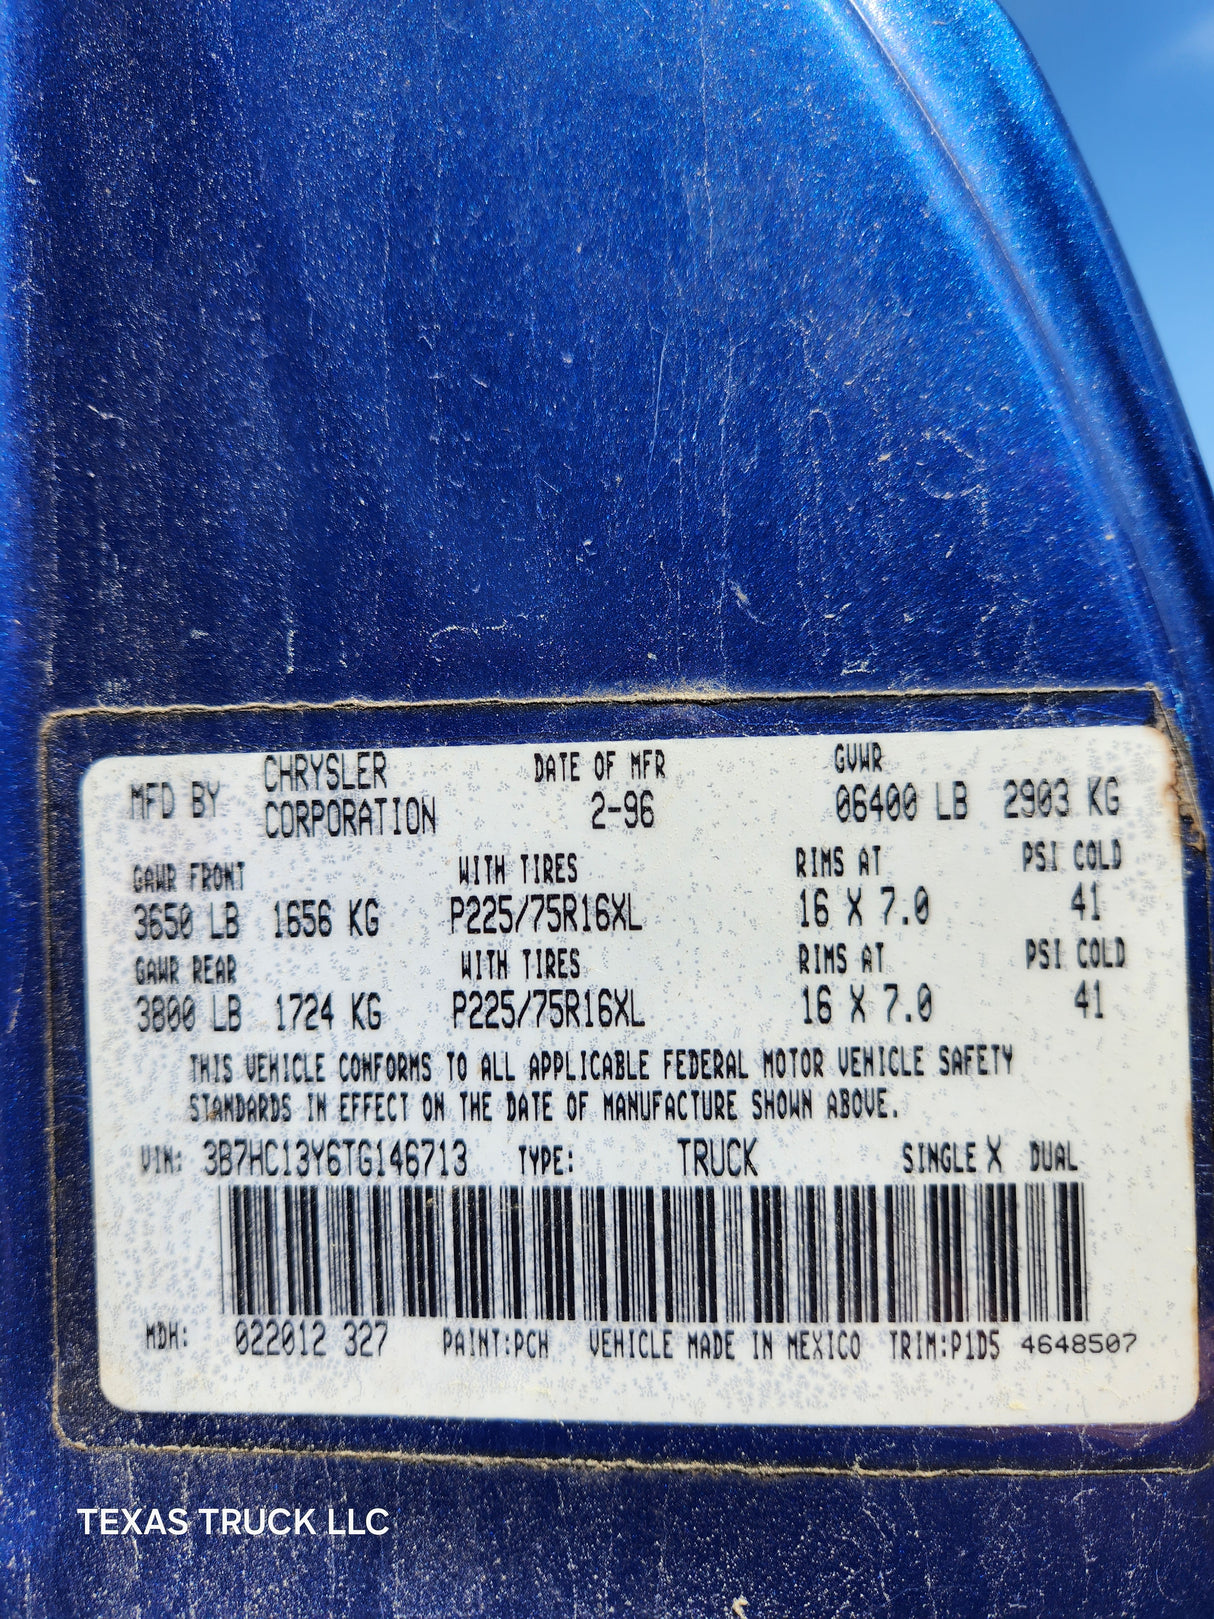 MFD BY CHRYSLER CORPORATION DATE OF MFR 2-96 GVWR 06400 LB 2903 KG
GAWR FRONT WITH TIRES RIMS AT PSI COLD
3650 LB 1656 KG P225/75R16XL 16 X 7.0 41
GAWR REAR WITH TIRES RIMS AT PSI COLD
3800 LB 1724 KG P225/75R16XL 16 X 7.0 41
THIS VEHICLE CONFORMS TO ALL APPLICABLE FEDERAL MOTOR VEHICLE SAFETY
STANDARDS IN EFFECT ON THE DATE OF MANUFACTURE SHOWN ABOVE.
VIN: 3B7HC13Y6TG146713 TYPE: TRUCK SINGLE X DUAL
MDH: 022012 327 PAINT:PCH VEHICLE MADE IN MEXICO TRIM:P1D5 4648507
TEXAS TRUCK LLC